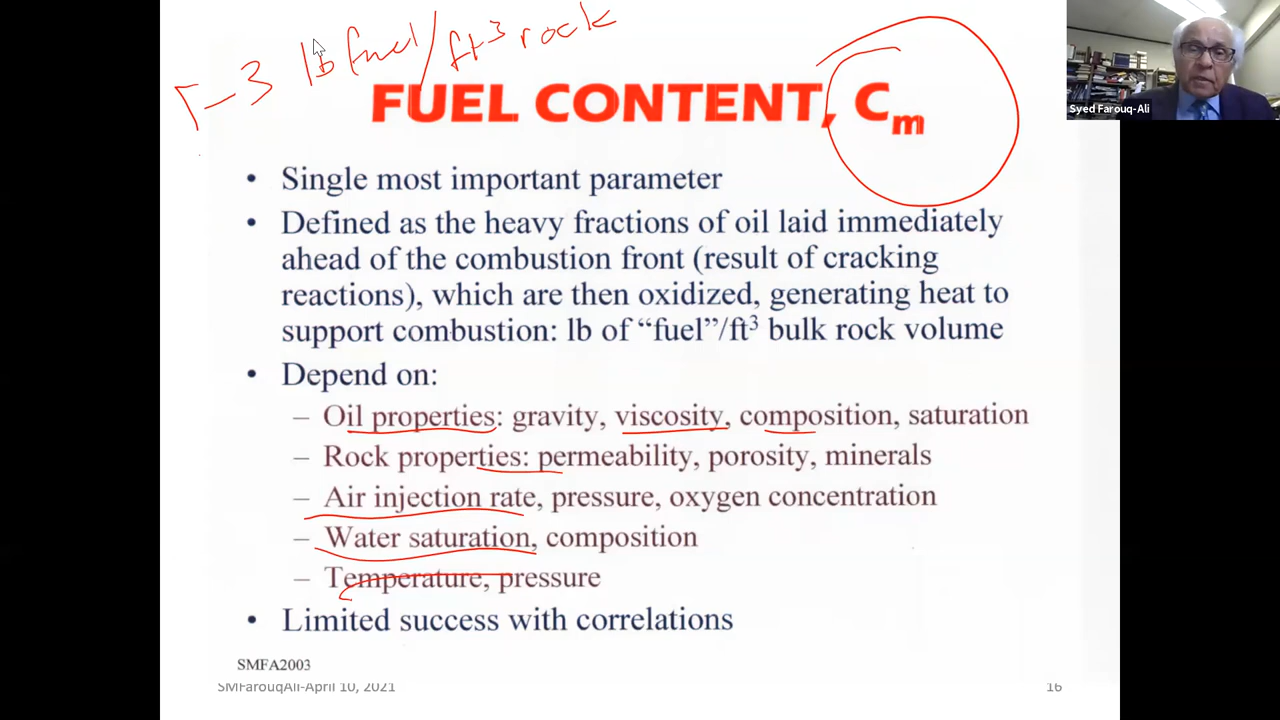 1-3 lb fuel/ft³ rock
FUEL CONTENT, Cm
Syed Farouq-Ali
• Single most important parameter
• Defined as the heavy fractions of oil laid immediately
ahead of the combustion front (result of cracking
reactions), which are then oxidized, generating heat to
support combustion: lb of “fuel”/ft³ bulk rock volume
• Depend on:
– Oil properties: gravity, viscosity, composition, saturation
– Rock properties: permeability, porosity, minerals
– Air injection rate, pressure, oxygen concentration
– Water saturation, composition
– Temperature, pressure
• Limited success with correlations
SMFA2003
SMFarouqAli-April 10, 2021
16